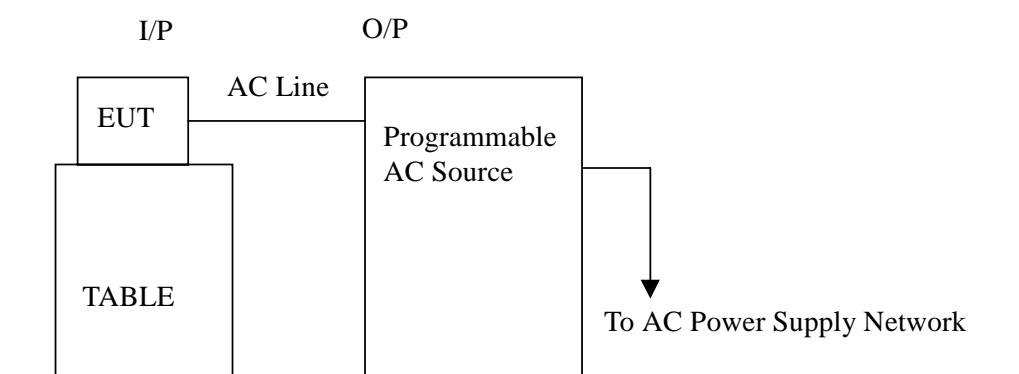 I/P
O/P
AC Line
EUT
Programmable
AC Source
TABLE
To AC Power Supply Network